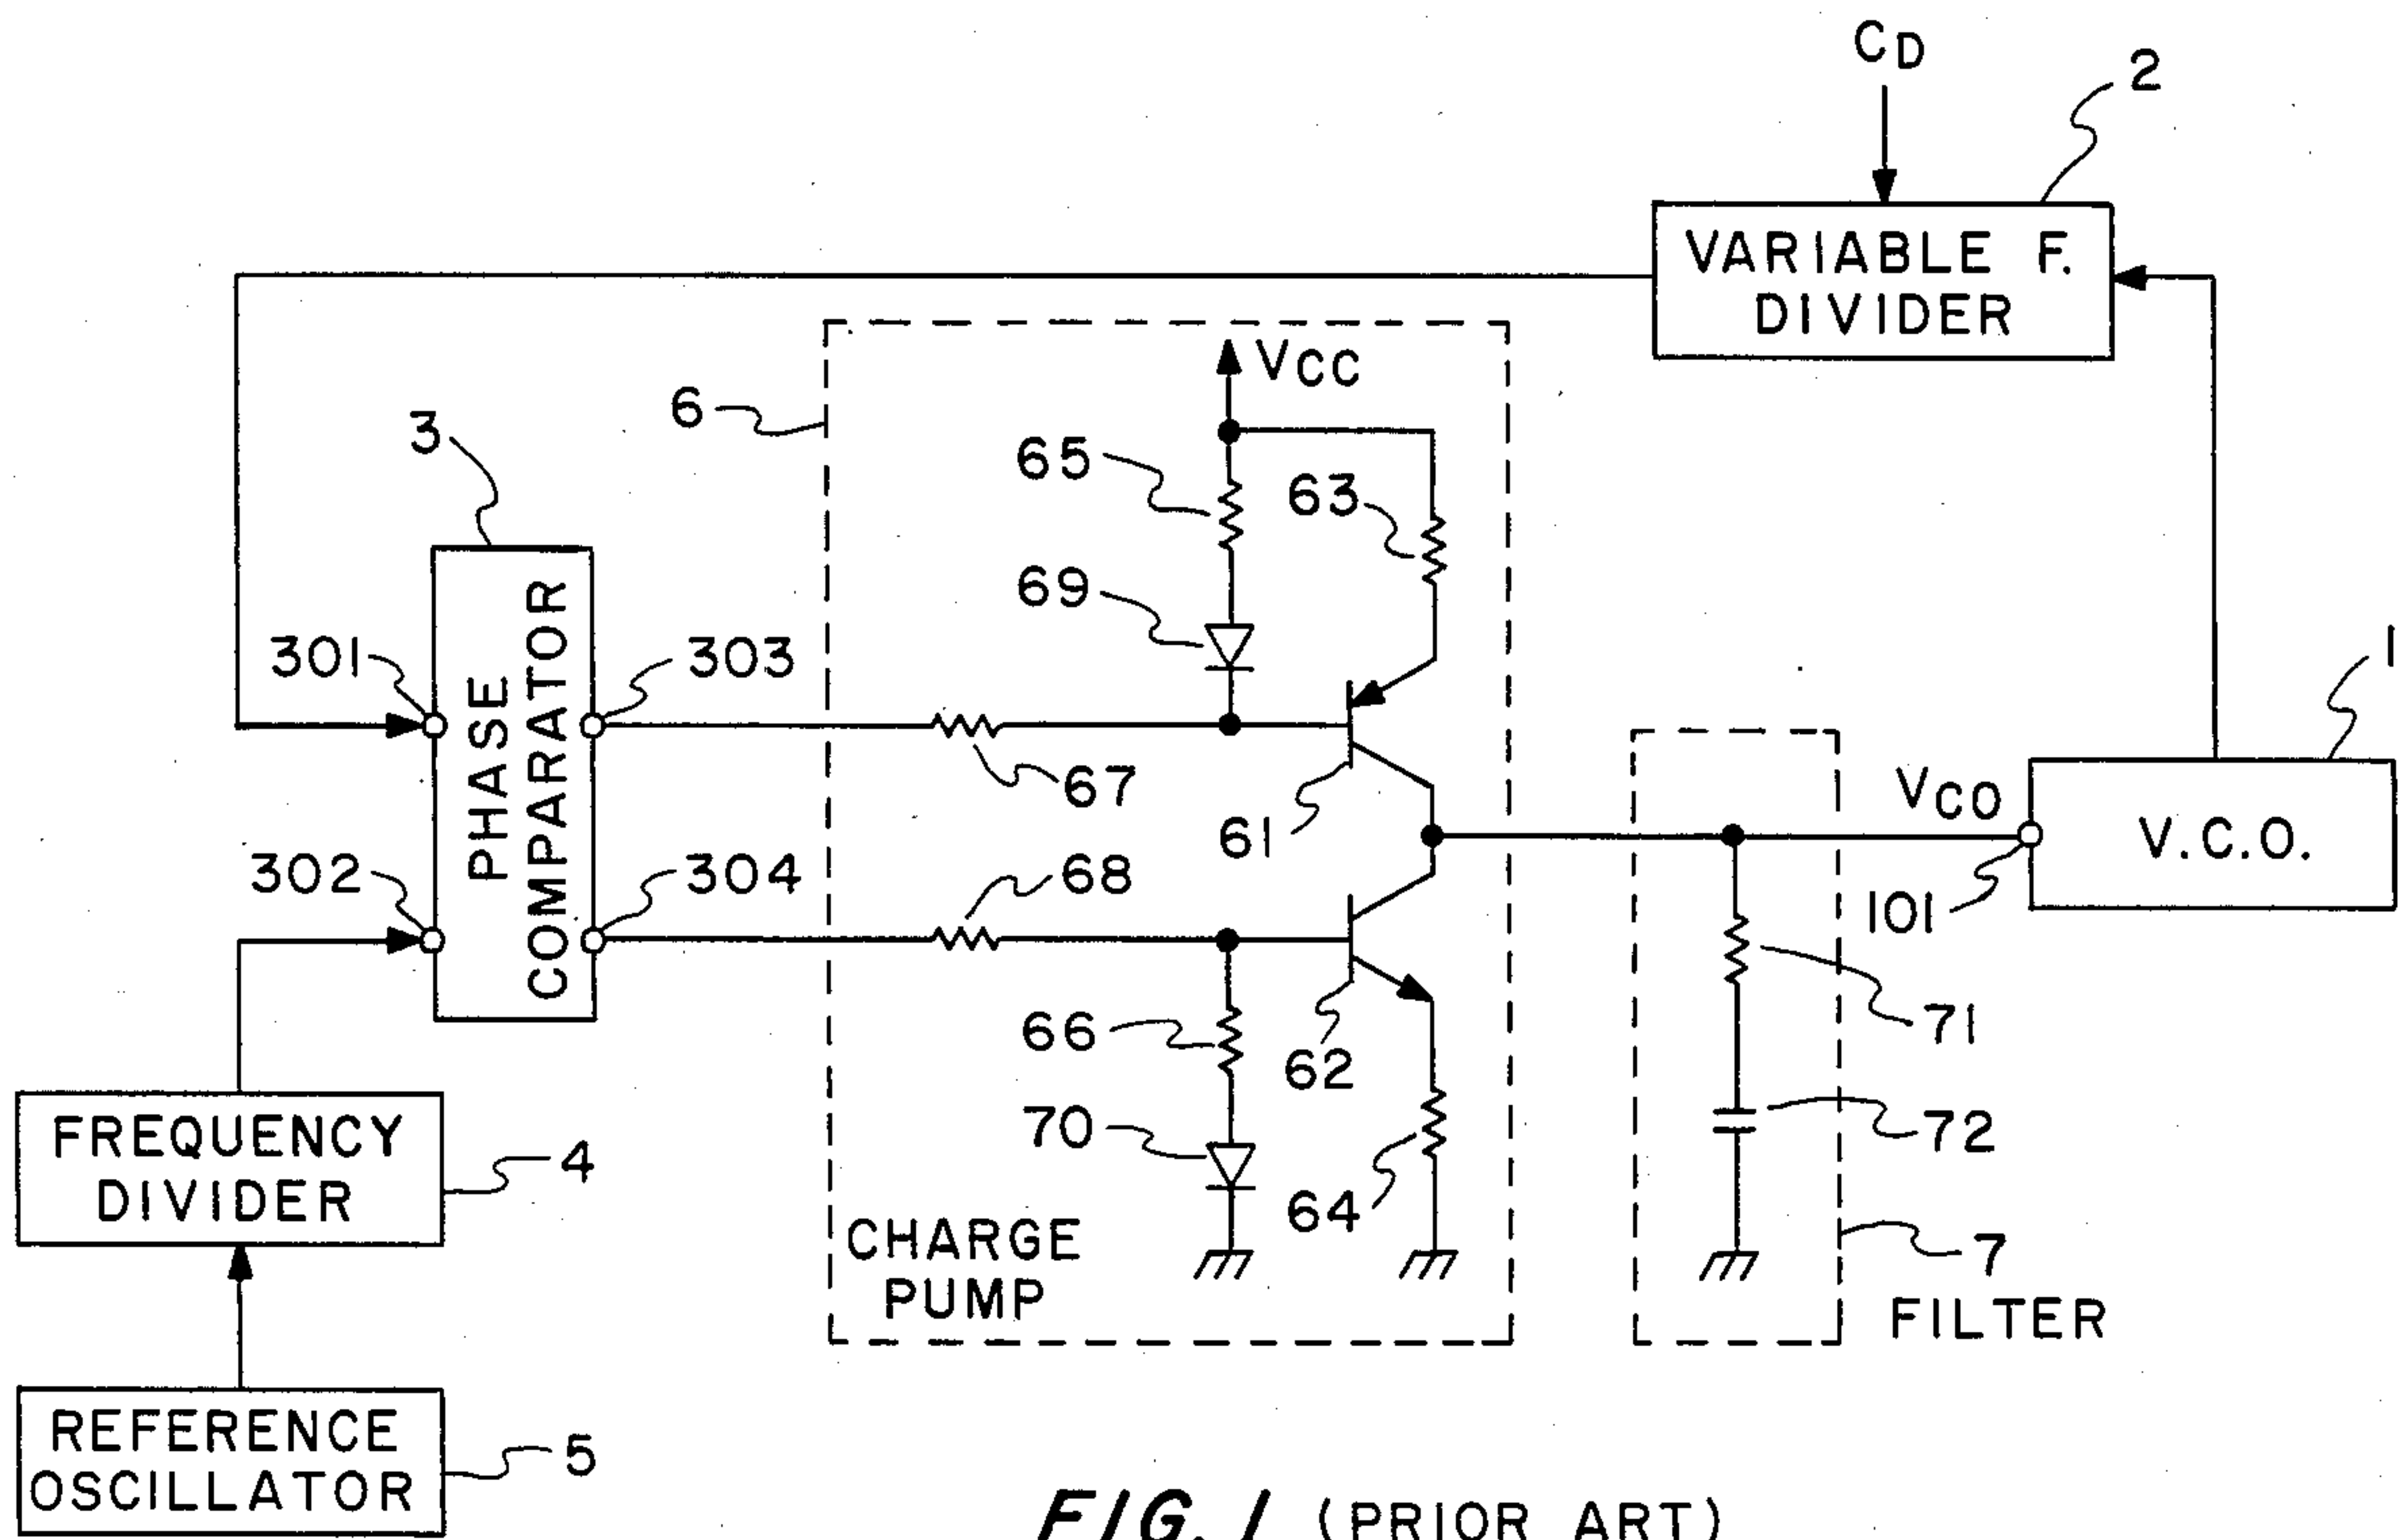 CD
2
VARIABLE F.
DIVIDER
VCC
6
65
63
3
69
301
303
PHASE
COMPARATOR
67
61
1
VCO
V.C.O.
101
302
304
68
66
62
71
70
72
64
FREQUENCY
DIVIDER
4
CHARGE
PUMP
7
FILTER
REFERENCE
OSCILLATOR
5
FIG. 1 (PRIOR ART)